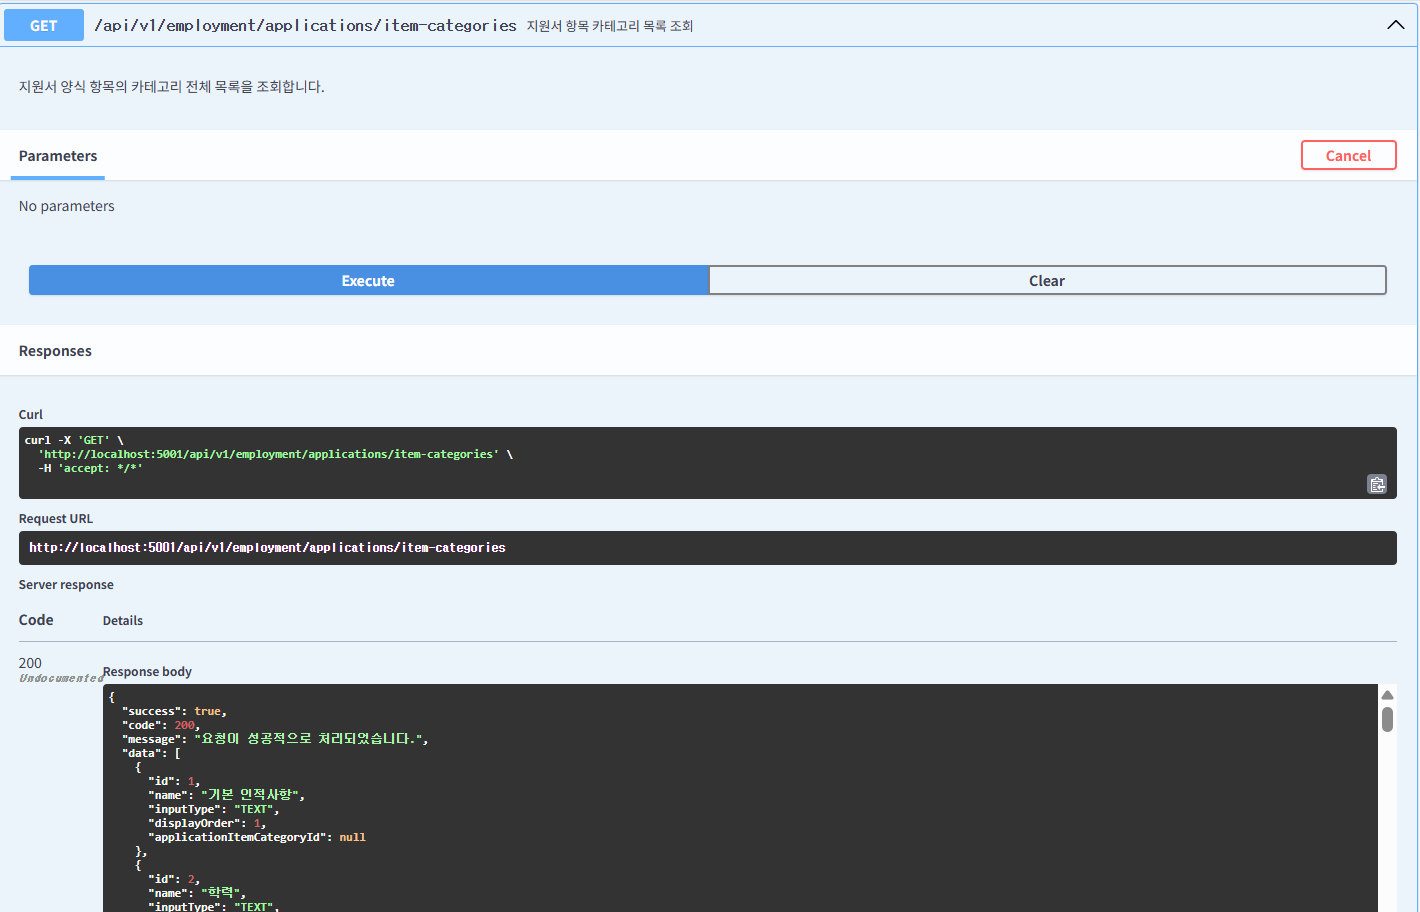 GET /api/v1/employment/applications/item-categories 지원서 항목 카테고리 목록 조회
지원서 양식 항목의 카테고리 전체 목록을 조회합니다.
Parameters
Cancel
No parameters
Execute
Clear
Responses
Curl
curl -X 'GET' \
  'http://localhost:5001/api/v1/employment/applications/item-categories' \
  -H 'accept: */*'
Request URL
http://localhost:5001/api/v1/employment/applications/item-categories
Server response
Code Details
200
Undocumented
Response body
{
  "success": true,
  "code": 200,
  "message": "요청이 성공적으로 처리되었습니다.",
  "data": [
    {
      "id": 1,
      "name": "기본 인적사항",
      "inputType": "TEXT",
      "displayOrder": 1,
      "applicationItemCategoryId": null
    },
    {
      "id": 2,
      "name": "학력",
      "inputType": "TEXT",